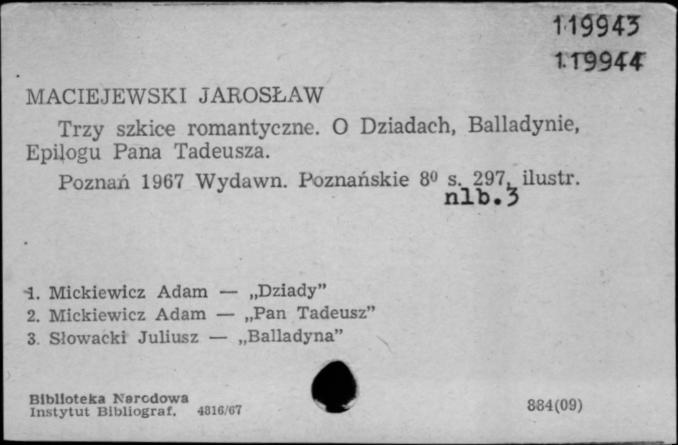 119943
119944
MACIEJEWSKI JAROSŁAW
Trzy szkice romantyczne. O Dziadach, Balladynie,
Epilogu Pana Tadeusza.
Poznań 1967 Wydawn. Poznańskie 8⁰ s. 297, ilustr.
nlb.3
1. Mickiewicz Adam — „Dziady”
2. Mickiewicz Adam — „Pan Tadeusz”
3. Słowacki Juliusz — „Balladyna”
Biblioteka Narodowa
Instytut Bibliograf. 4816/67
884(09)